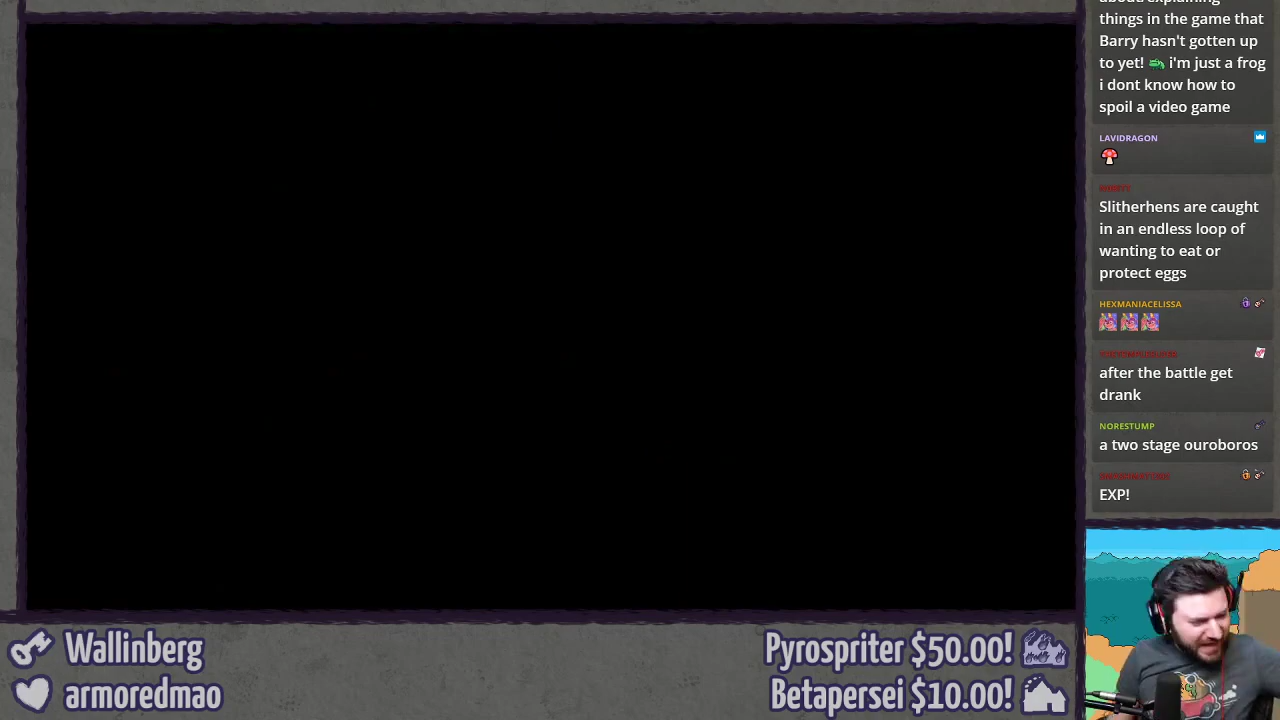 things in the game that
Barry hasn't gotten up
to yet! i'm just a frog
i dont know how to
spoil a video game
LAVIDRAGON
Slitherhens are caught
in an endless loop of
wanting to eat or
protect eggs
HEXMANIACELISSA
after the battle get
drank
NORESTUMP
a two stage ouroboros
EXP!
Wallinberg
armoredmao
Pyrospriter $50.00!
Betapersei $10.00!